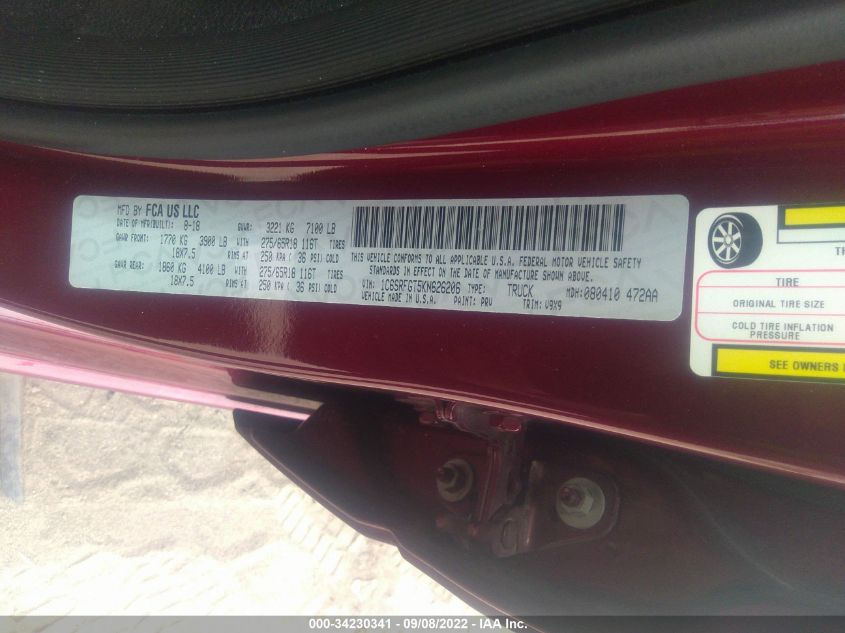 MFD BY FCA US LLC
DATE OF MFR(BUILT): 8-18 GVWR: 3221 KG 7100 LB
GAWR FRONT: 1770 KG 3900 LB WITH 275/65R18 116T TIRES
18X7.5 RIMS AT 250 KPA ( 36 PSI) COLD
GAWR REAR: 1860 KG 4100 LB WITH 275/65R18 116T TIRES
18X7.5 RIMS AT 250 KPA ( 36 PSI) COLD
THIS VEHICLE CONFORMS TO ALL APPLICABLE U.S.A. FEDERAL MOTOR VEHICLE SAFETY
STANDARDS IN EFFECT ON THE DATE OF MANUFACTURE SHOWN ABOVE.
VIN: 1C6SRFGT5KN626206 TYPE: TRUCK MDH: 080410 472AA
VEHICLE MADE IN U.S.A. PAINT: PRV TRIM: V9X9
TIRE
ORIGINAL TIRE SIZE
COLD TIRE INFLATION
PRESSURE
SEE OWNERS
000-34230341 - 09/08/2022 - IAA Inc.